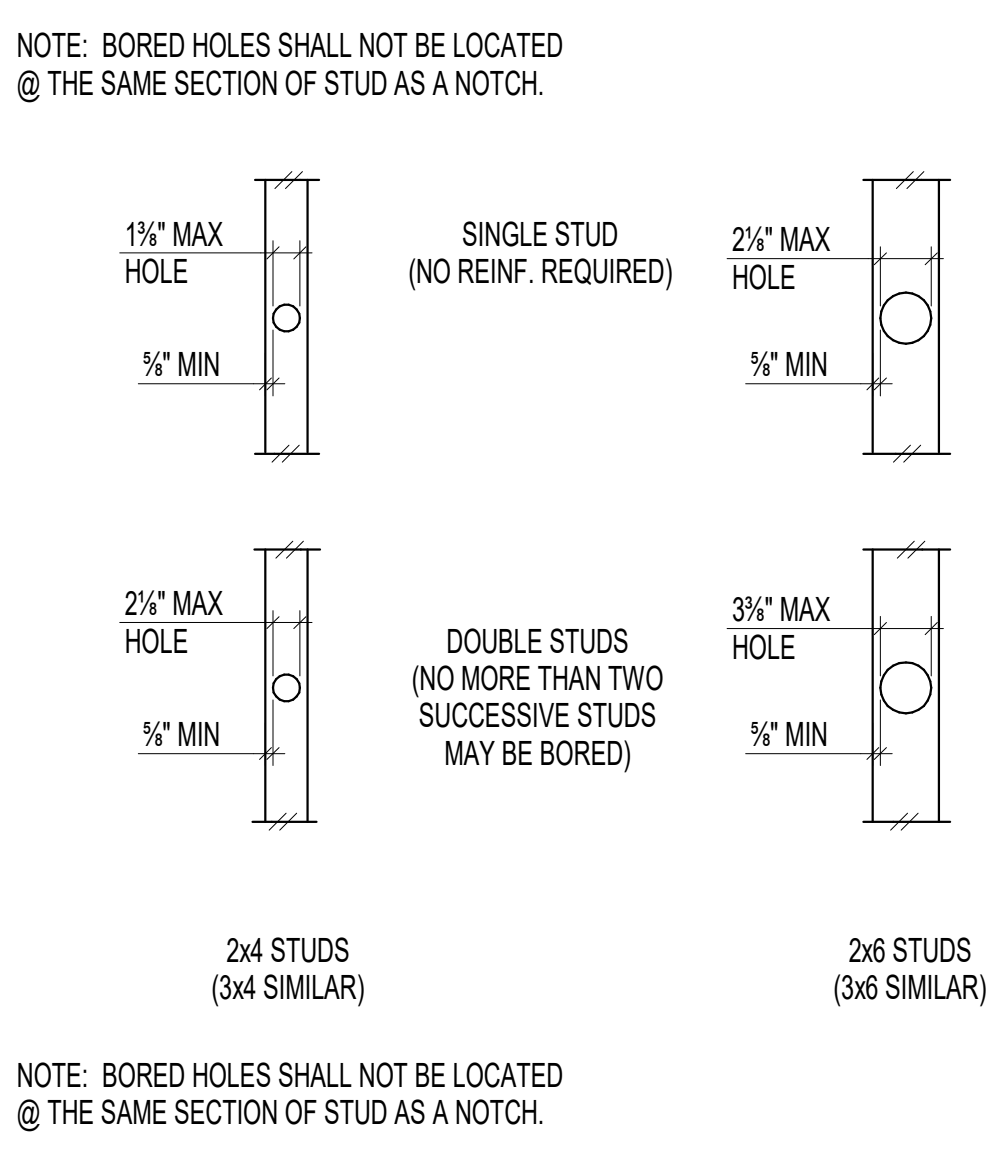 NOTE: BORED HOLES SHALL NOT BE LOCATED
@ THE SAME SECTION OF STUD AS A NOTCH.
1⅜" MAX
HOLE
⅝" MIN
SINGLE STUD
(NO REINF. REQUIRED)
2⅛" MAX
HOLE
⅝" MIN
2⅛" MAX
HOLE
⅝" MIN
DOUBLE STUDS
(NO MORE THAN TWO
SUCCESSIVE STUDS
MAY BE BORED)
3⅜" MAX
HOLE
⅝" MIN
2x4 STUDS
(3x4 SIMILAR)
2x6 STUDS
(3x6 SIMILAR)
NOTE: BORED HOLES SHALL NOT BE LOCATED
@ THE SAME SECTION OF STUD AS A NOTCH.